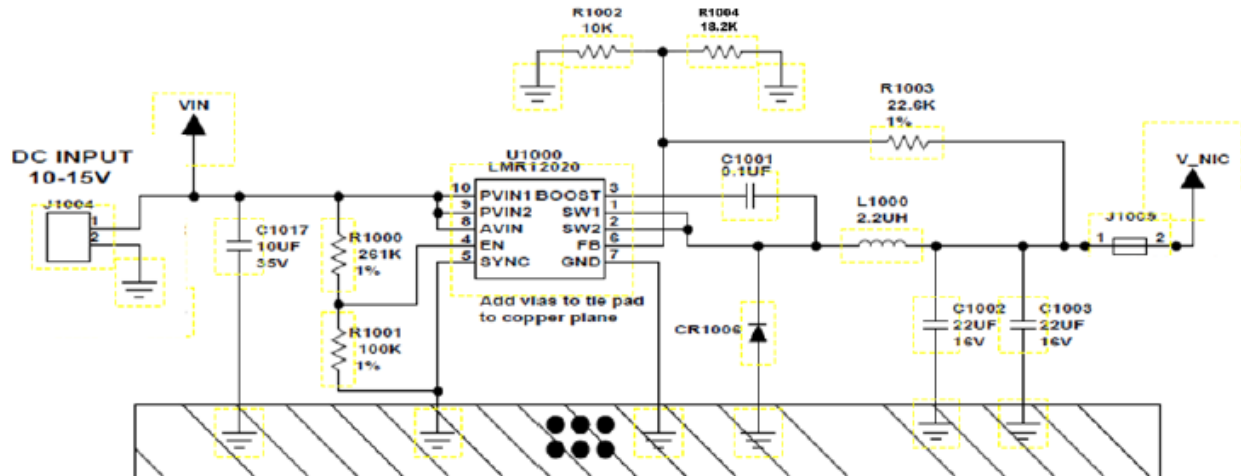 R1002
10K
R1004
18.2K
VIN
R1003
22.6K
1%
DC INPUT
10-15V
J1004
1
2
U1000
LMR12020
10 PVIN1 BOOST 3
9 PVIN2 SW1 1
8 AVIN SW2 2
4 EN FB 6
5 SYNC GND 7
C1001
0.1UF
V_NIC
L1000
2.2UH
J1005
1 2
C1017
10UF
35V
R1000
261K
1%
Add vias to tie pad
to copper plane
R1001
100K
1%
CR1006
C1002
22UF
16V
C1003
22UF
16V